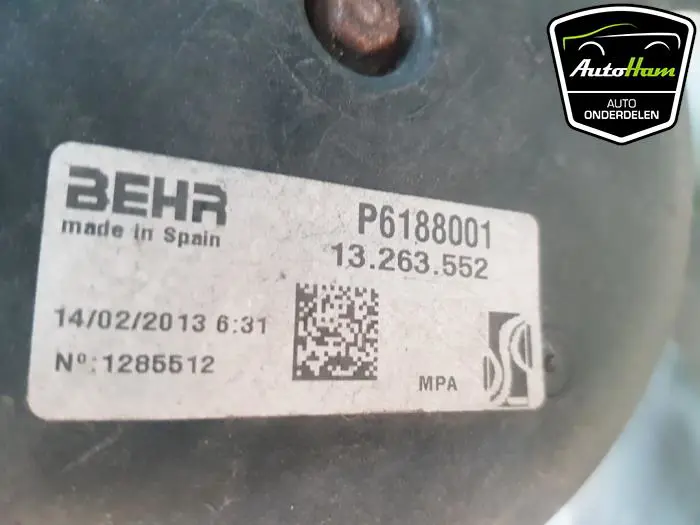 AutoHam
AUTO
ONDERDELEN
BEHR
made in Spain
P6188001
13.263.552
14/02/2013 6:31
Nº:1285512
MPA